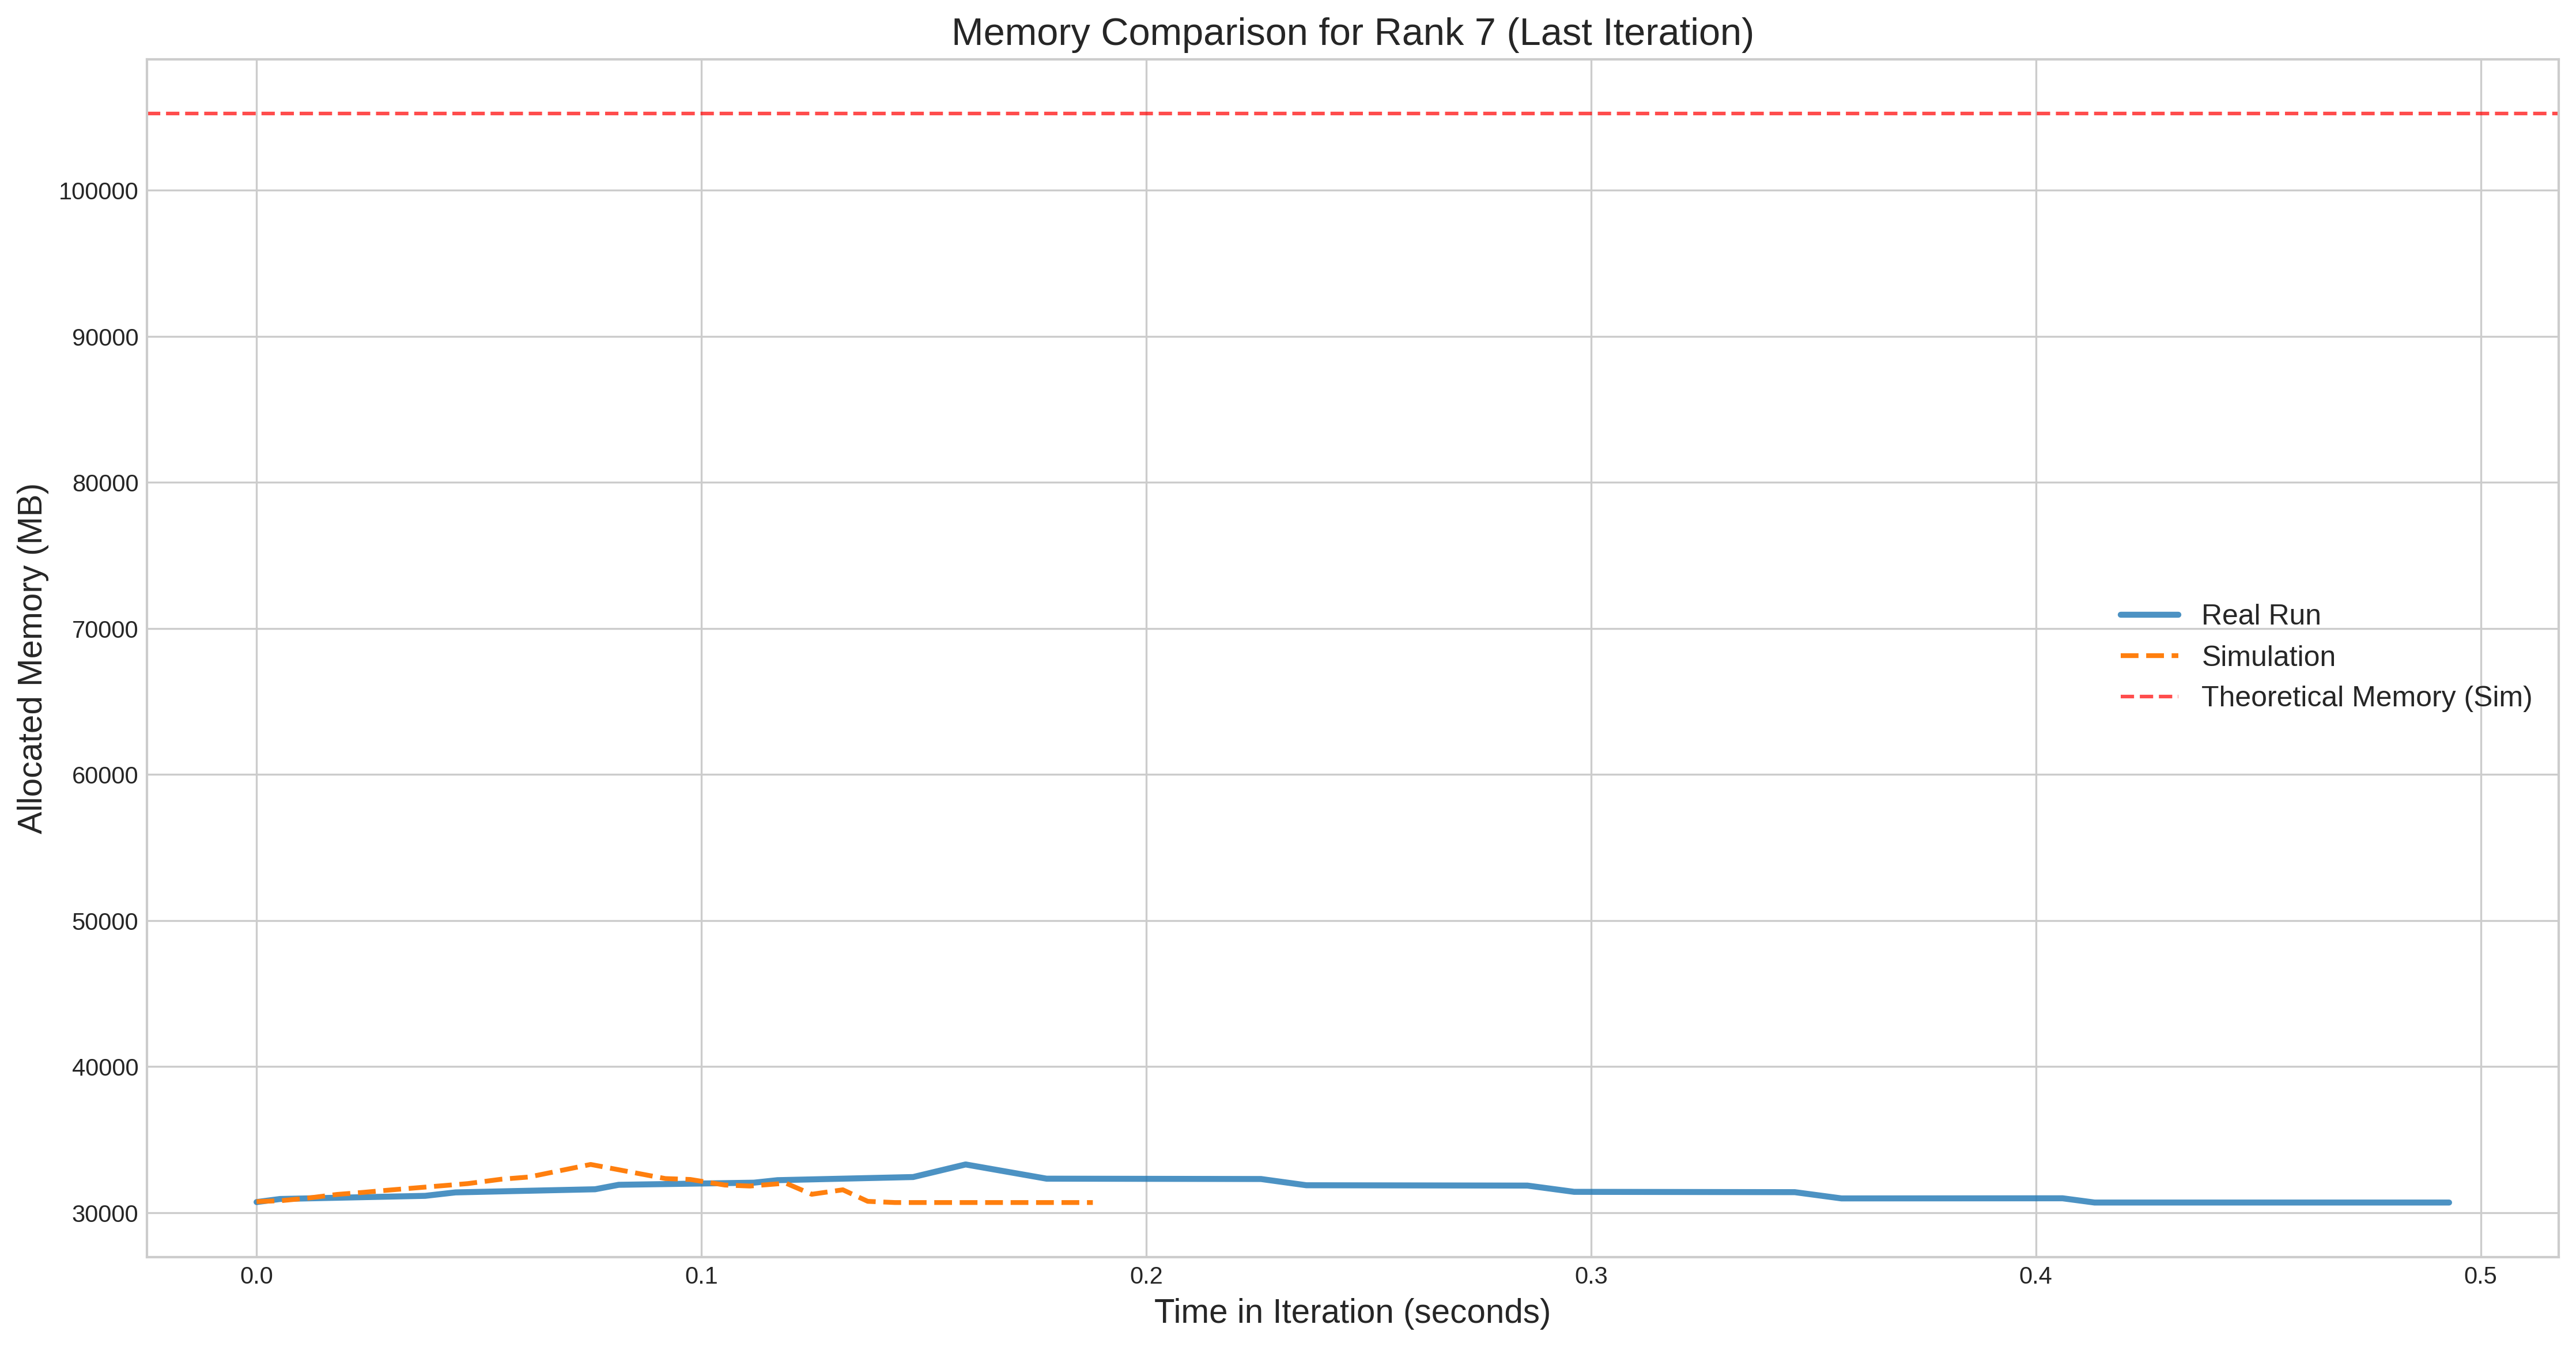 Memory Comparison for Rank 7 (Last Iteration)
Allocated Memory (MB)
100000
90000
80000
70000
60000
50000
40000
30000
Real Run
Simulation
Theoretical Memory (Sim)
0.0 0.1 0.2 0.3 0.4 0.5
Time in Iteration (seconds)